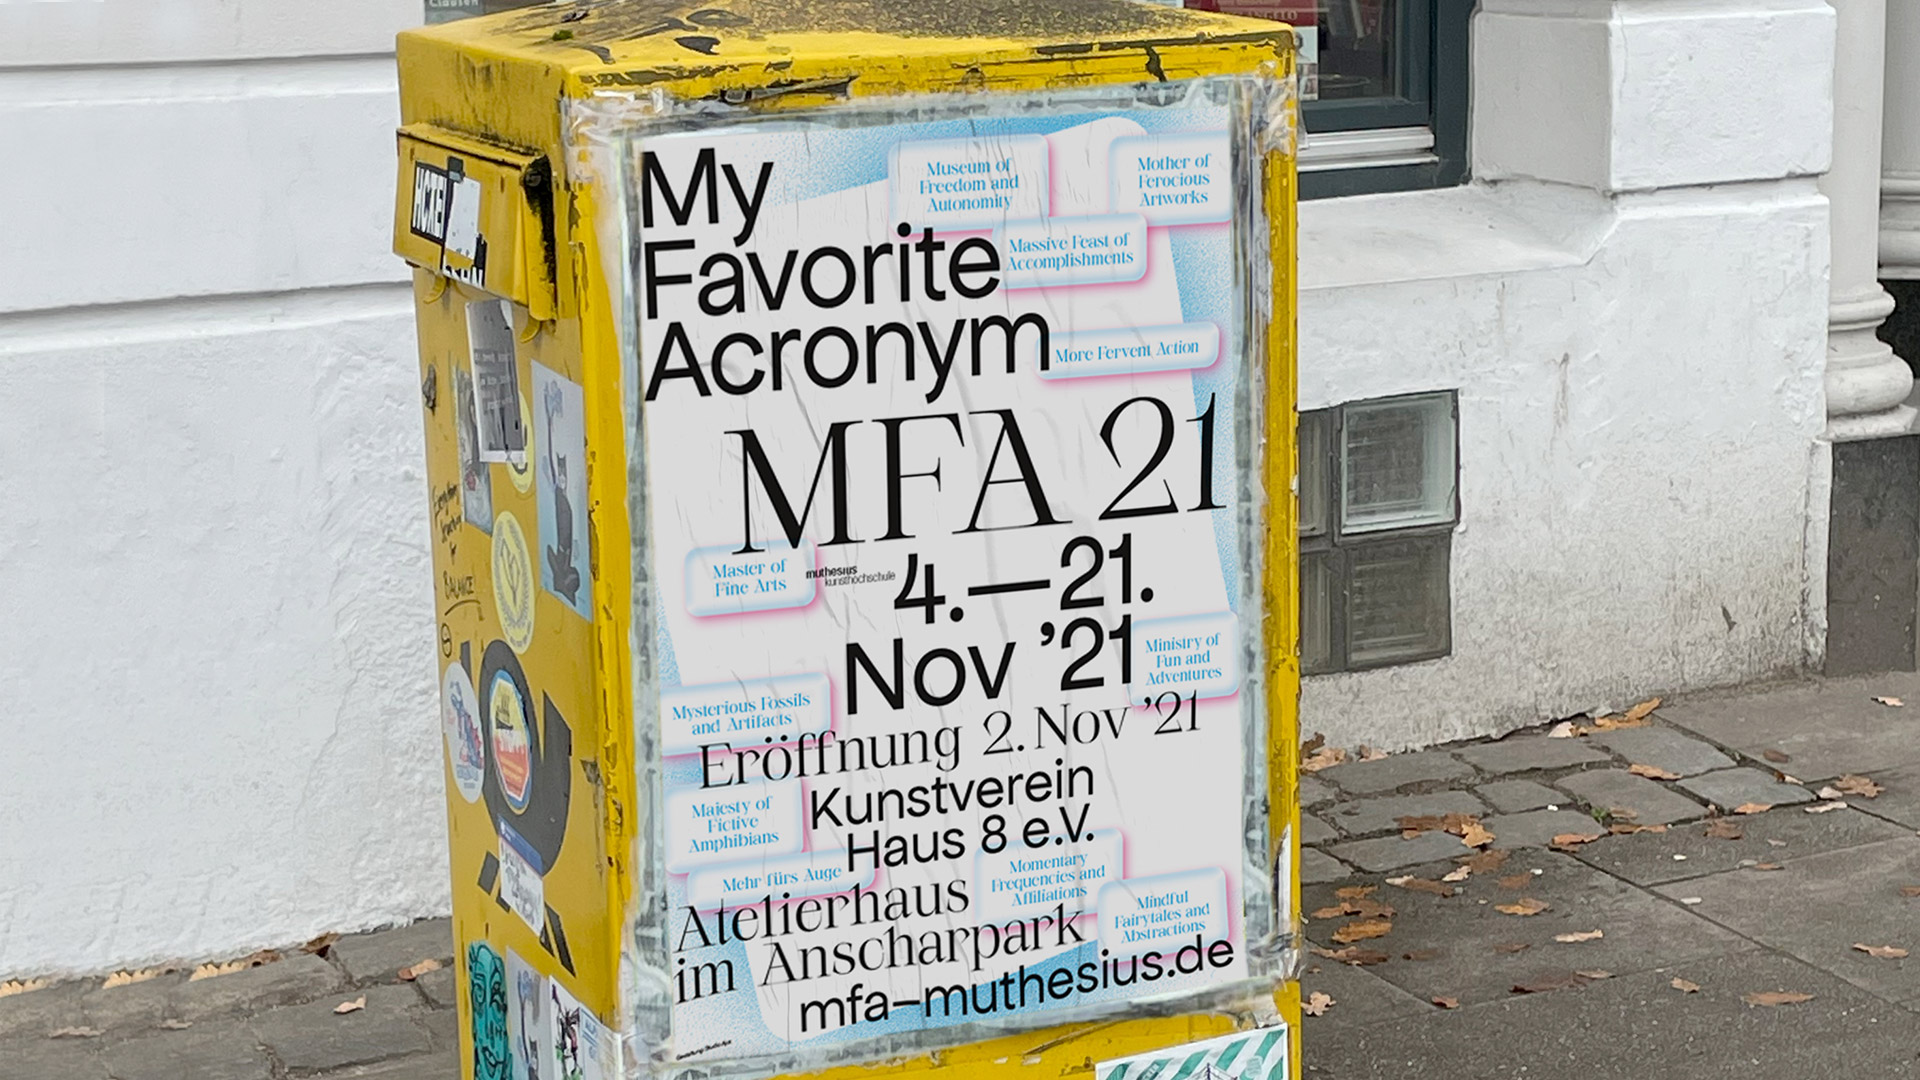 My
Favorite
Acronym
Museum of
Freedom and
Autonomity
Mother of
Ferocious
Artworks
Massive Feast of
Accomplishments
More Fervent Action
MFA 21
Master of
Fine Arts
muthesius
kunsthochschule
4.—21.
Nov ’21
Ministry of
Fun and
Adventures
Mysterious Fossils
and Artifacts
Eröffnung 2. Nov ’21
Majesty of
Fictive
Amphibians
Kunstverein
Haus 8 e.V.
Mehr fürs Auge
Momentary
Frequencies and
Affiliations
Mindful
Fairytales and
Abstractions
Atelierhaus
im Anscharpark
mfa–muthesius.de
BALANCE